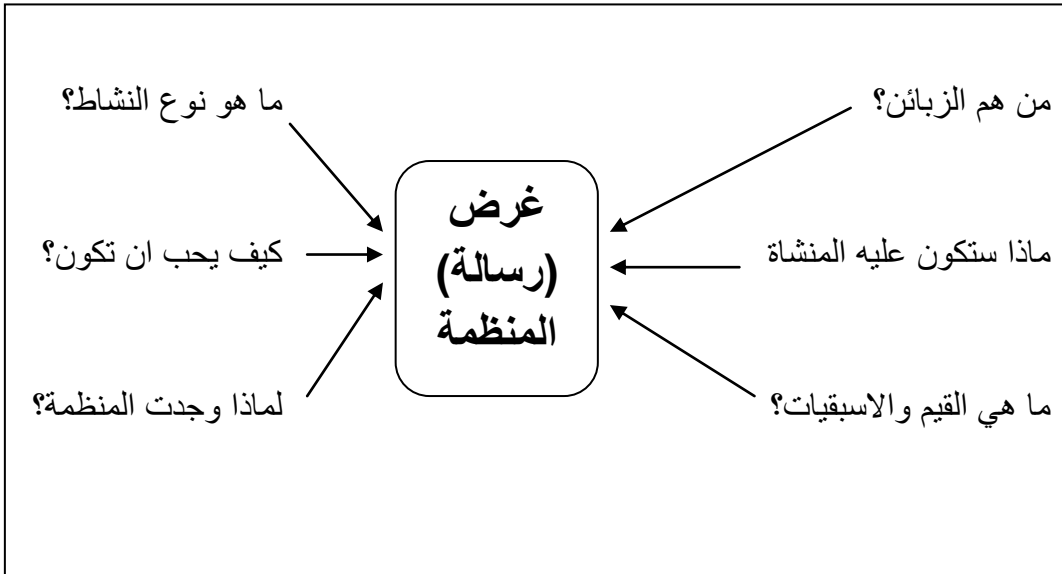 من هم الزبائن؟
ما هو نوع النشاط؟
غرض
(رسالة)
المنظمة
ماذا ستكون عليه المنشاة
كيف يحب ان تكون؟
ما هي القيم والاسبقيات؟
لماذا وجدت المنظمة؟